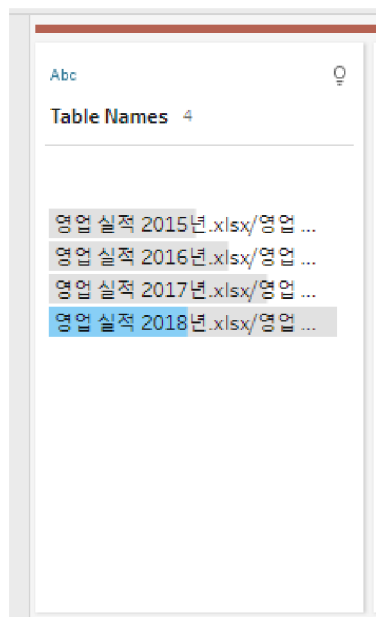 Abc
Table Names 4
영업 실적 2015년.xlsx/영업 ...
영업 실적 2016년.xlsx/영업 ...
영업 실적 2017년.xlsx/영업 ...
영업 실적 2018년.xlsx/영업 ...